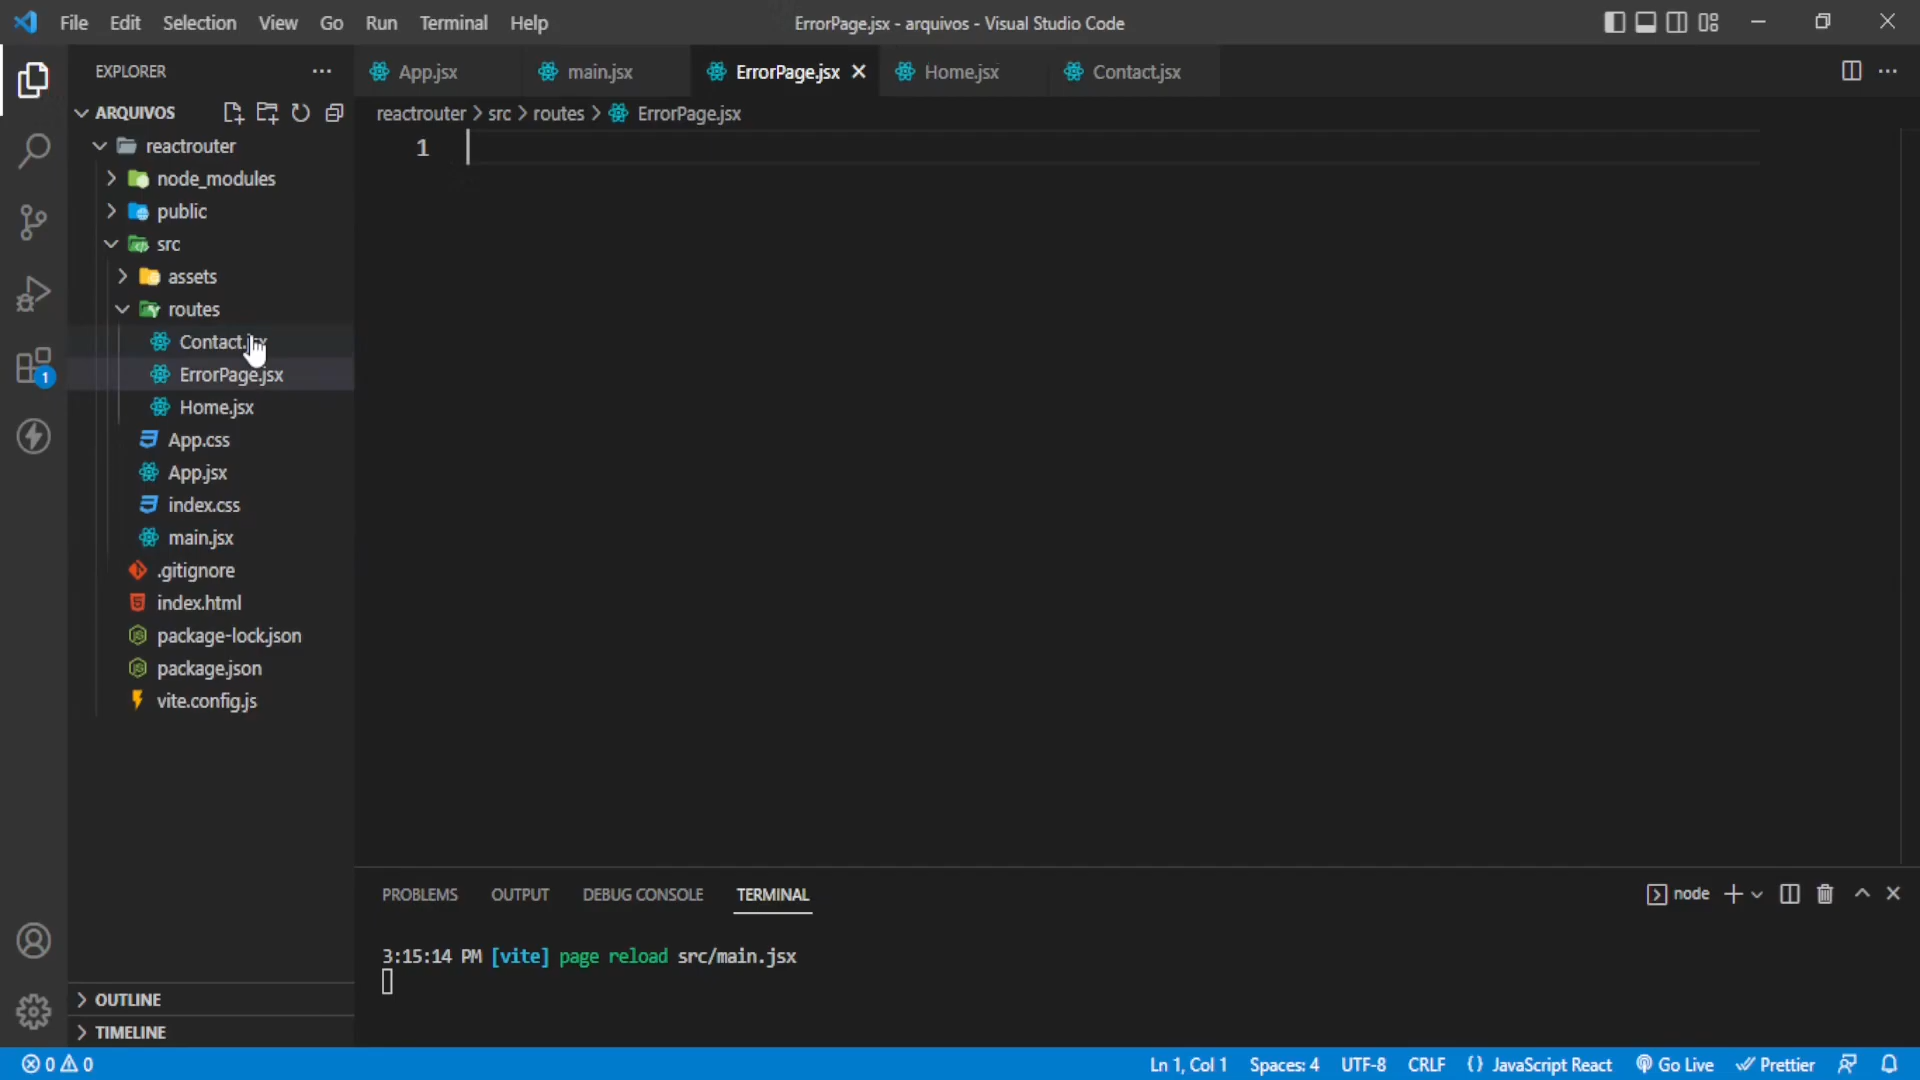 File Edit Selection View Go Run Terminal Help
ErrorPage.jsx - arquivos - Visual Studio Code
EXPLORER
App.jsx
main.jsx
ErrorPage.jsx
Home.jsx
Contact.jsx
ARQUIVOS
reactrouter > src > routes > ErrorPage.jsx
1
reactrouter
node_modules
public
src
assets
routes
Contact.jsx
ErrorPage.jsx
Home.jsx
App.css
App.jsx
index.css
main.jsx
.gitignore
index.html
package-lock.json
package.json
vite.config.js
1
PROBLEMS OUTPUT DEBUG CONSOLE TERMINAL
node
3:15:14 PM [vite] page reload src/main.jsx
OUTLINE
TIMELINE
0 0
Ln 1, Col 1 Spaces: 4 UTF-8 CRLF {} JavaScript React Go Live Prettier